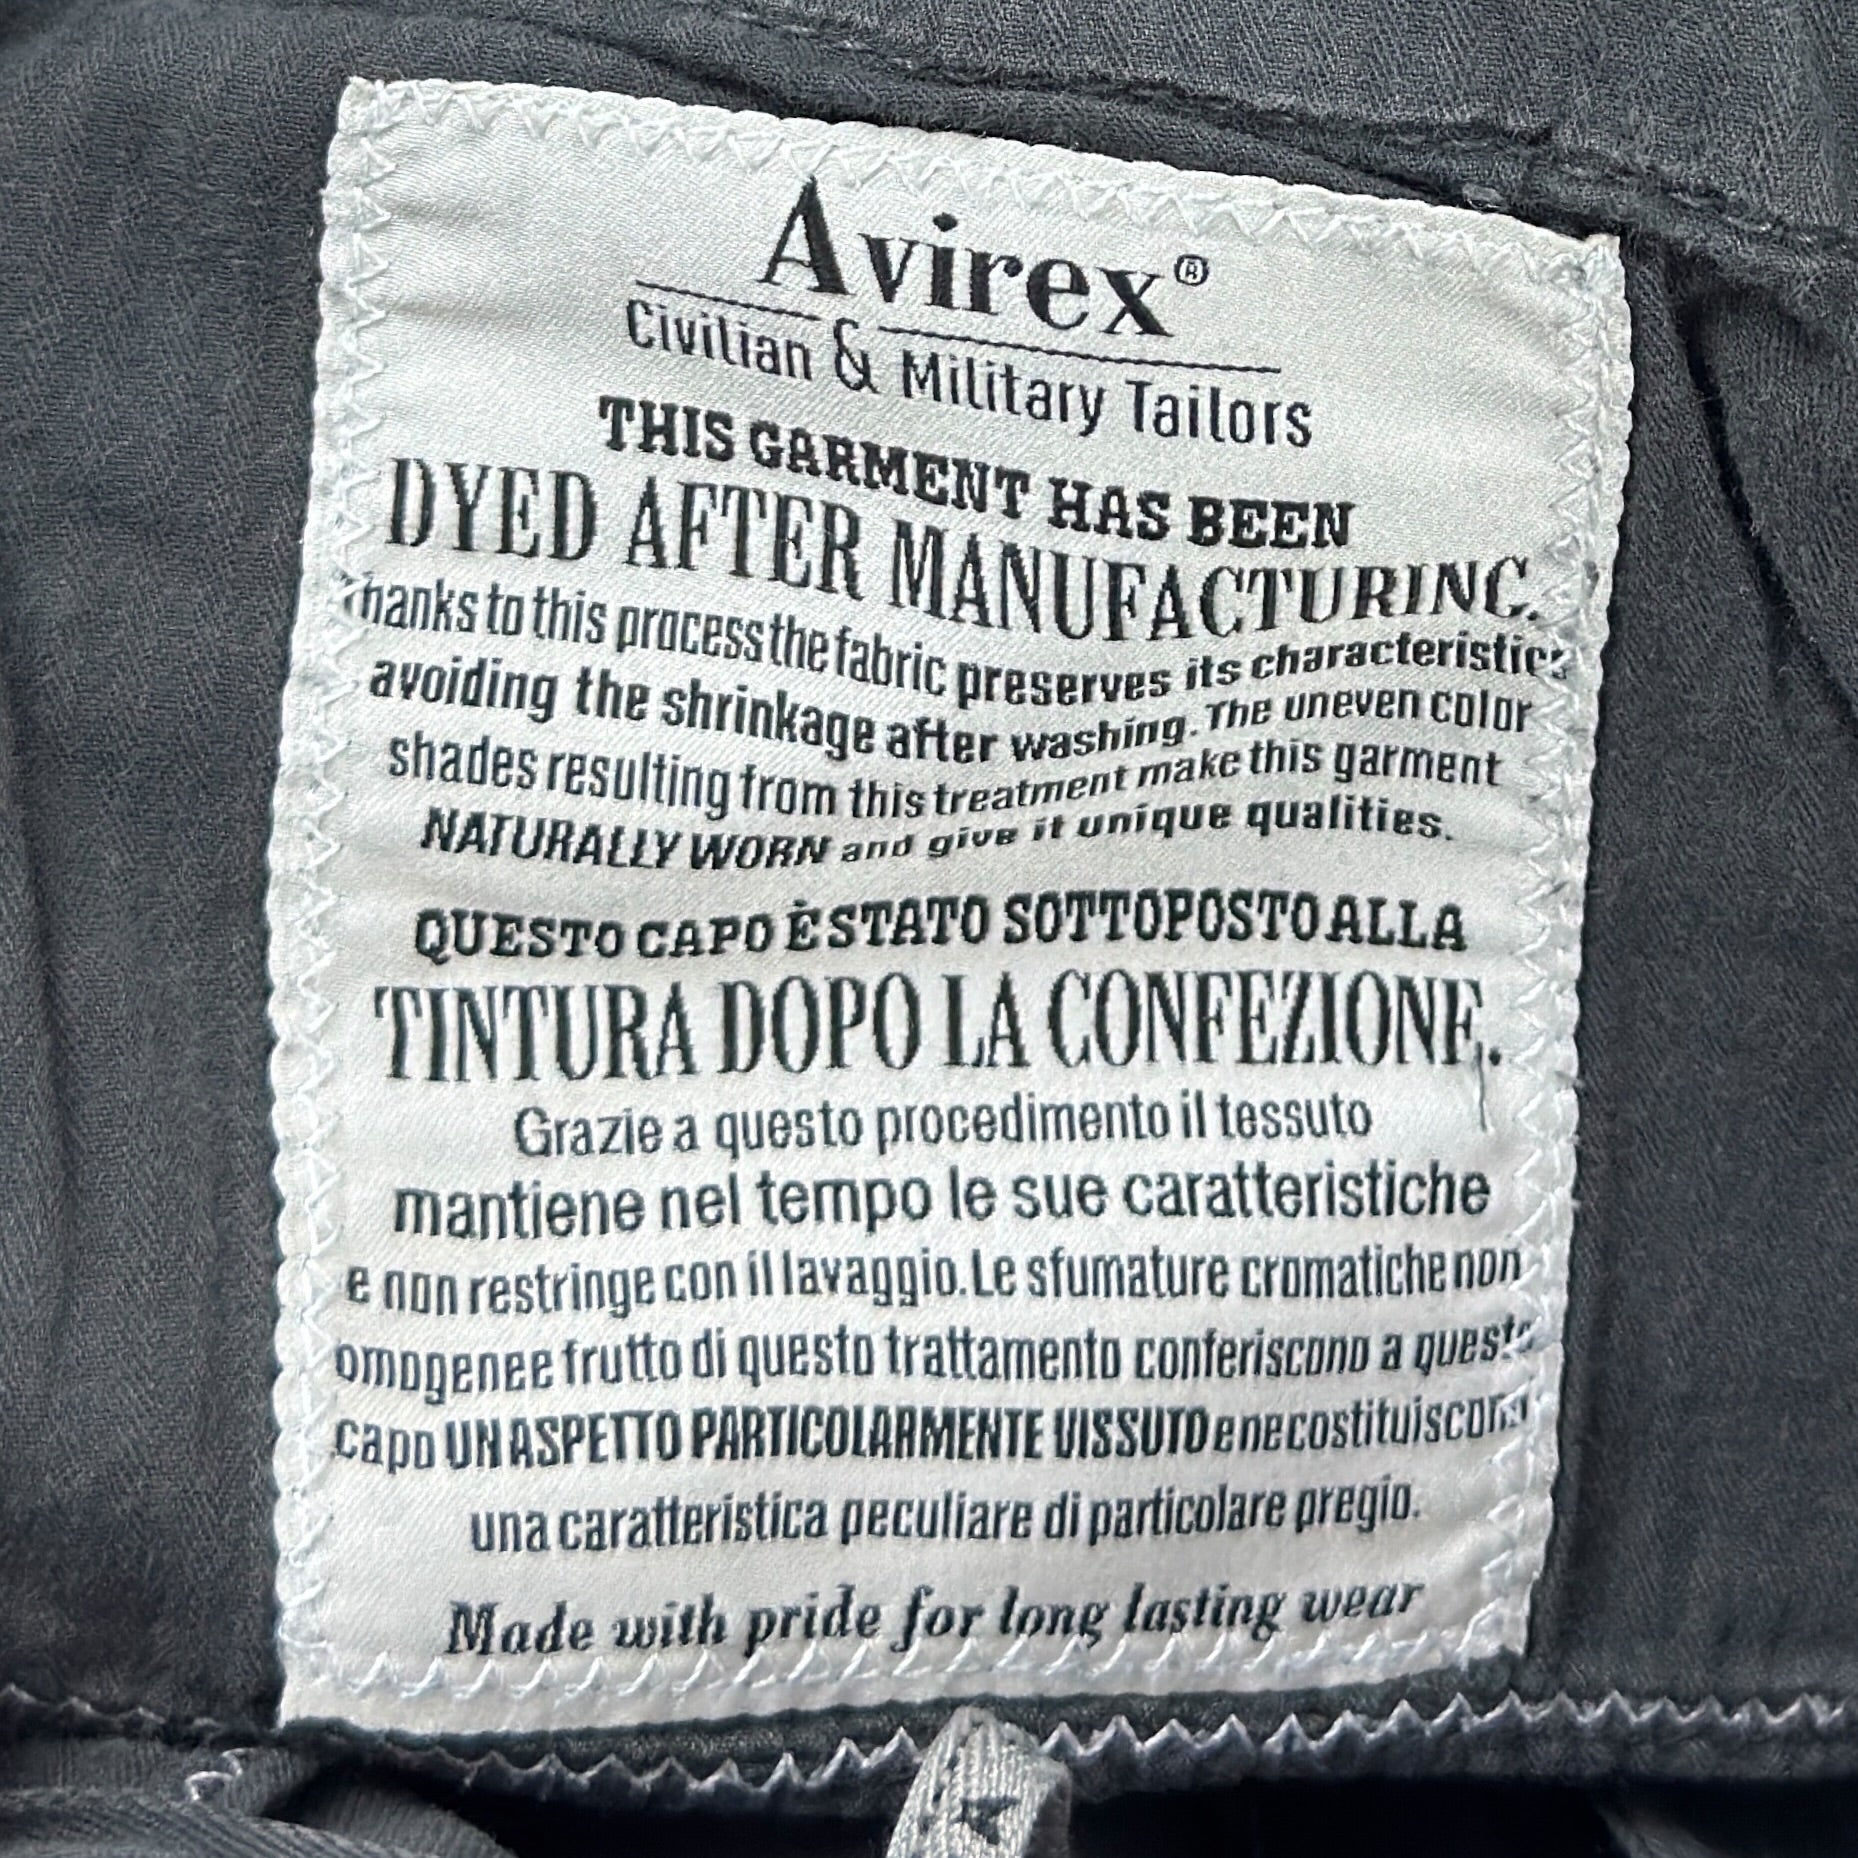 Avirex®
Civilian & Military Tailors
THIS GARMENT HAS BEEN
DYED AFTER MANUFACTURING.
Thanks to this process the fabric preserves its characteristics
avoiding the shrinkage after washing. The uneven color
shades resulting from this treatment make this garment
NATURALLY WORN and give it unique qualities.
QUESTO CAPO È STATO SOTTOPOSTO ALLA
TINTURA DOPO LA CONFEZIONE.
Grazie a questo procedimento il tessuto
mantiene nel tempo le sue caratteristiche
e non restringe con il lavaggio. Le sfumature cromatiche non
omogenee frutto di questo trattamento conferiscono a questo
capo UN ASPETTO PARTICOLARMENTE VISSUTO e ne costituiscono
una caratteristica peculiare di particolare pregio.
Made with pride for long lasting wear